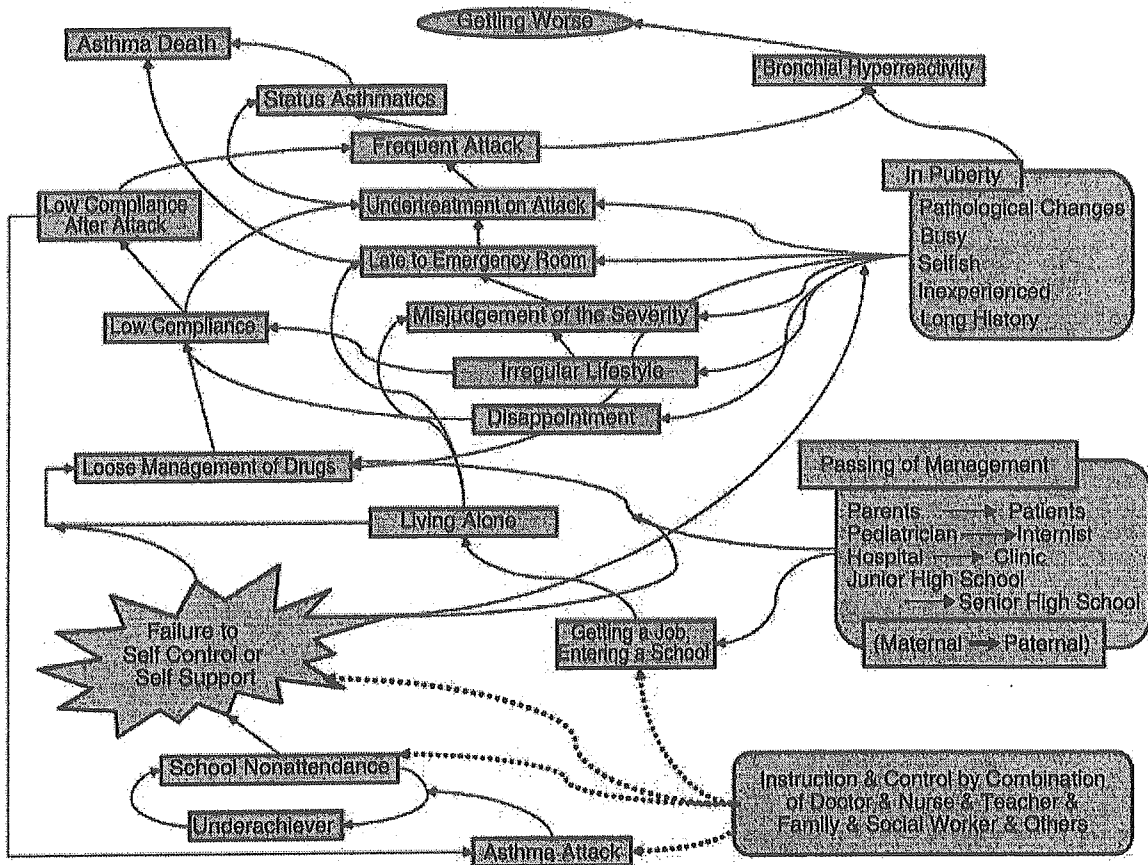 Getting Worse
Asthma Death
Bronchial Hyperreactivity
Status Asthmatics
Frequent Attack
In Puberty
Pathological Changes
Busy
Selfish
Inexperienced
Long History
Low Compliance
After Attack
Undertreatment on Attack
Late to Emergency Room
Misjudgement of the Severity
Low Compliance
Irregular Lifestyle
Disappointment
Loose Management of Drugs
Passing of Management
Parents Patients
Pediatrician Internist
Hospital Clinic
Junior High School
Senior High School
(Maternal Paternal)
Living Alone
Failure to
Self Control or
Self Support
Getting a Job,
Entering a School
School Nonattendance
Underachiever
Asthma Attack
Instruction & Control by Combination
of Doctor & Nurse & Teacher &
Family & Social Worker & Others